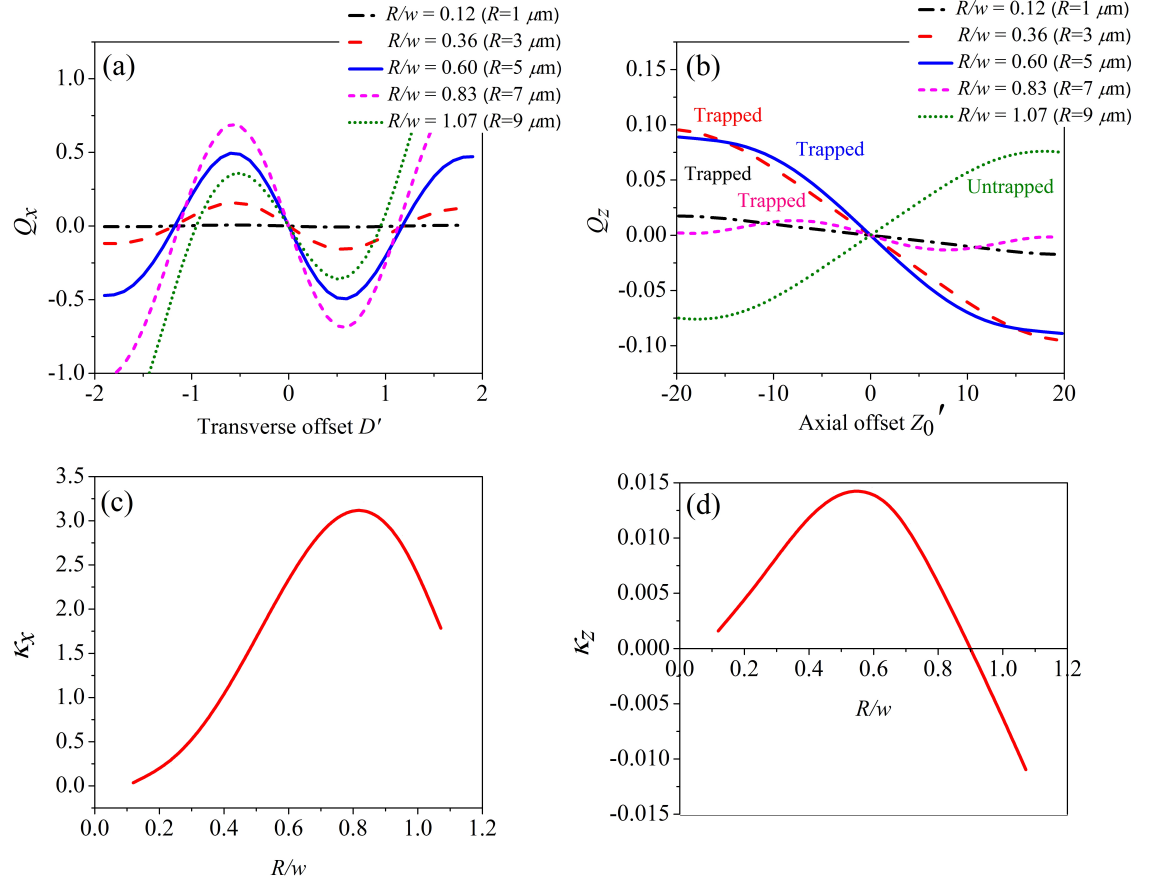 R/w = 0.12 (R=1 μm)
R/w = 0.36 (R=3 μm)
R/w = 0.60 (R=5 μm)
R/w = 0.83 (R=7 μm)
R/w = 1.07 (R=9 μm)
(a)
1.0
0.5
0.0
-0.5
-1.0
Qx
-2 -1 0 1 2
Transverse offset D'
R/w = 0.12 (R=1 μm)
R/w = 0.36 (R=3 μm)
R/w = 0.60 (R=5 μm)
R/w = 0.83 (R=7 μm)
R/w = 1.07 (R=9 μm)
(b)
0.15
0.10
0.05
0.00
-0.05
-0.10
Qz
Trapped
Trapped
Trapped
Trapped
Untrapped
-20 -10 0 10 20
Axial offset Z0'
(c)
3.5
3.0
2.5
2.0
1.5
1.0
0.5
0.0
κx
0.0 0.2 0.4 0.6 0.8 1.0 1.2
R/w
(d)
0.015
0.010
0.005
0.000
-0.005
-0.010
-0.015
κz
0.0 0.2 0.4 0.6 0.8 1.0 1.2
R/w